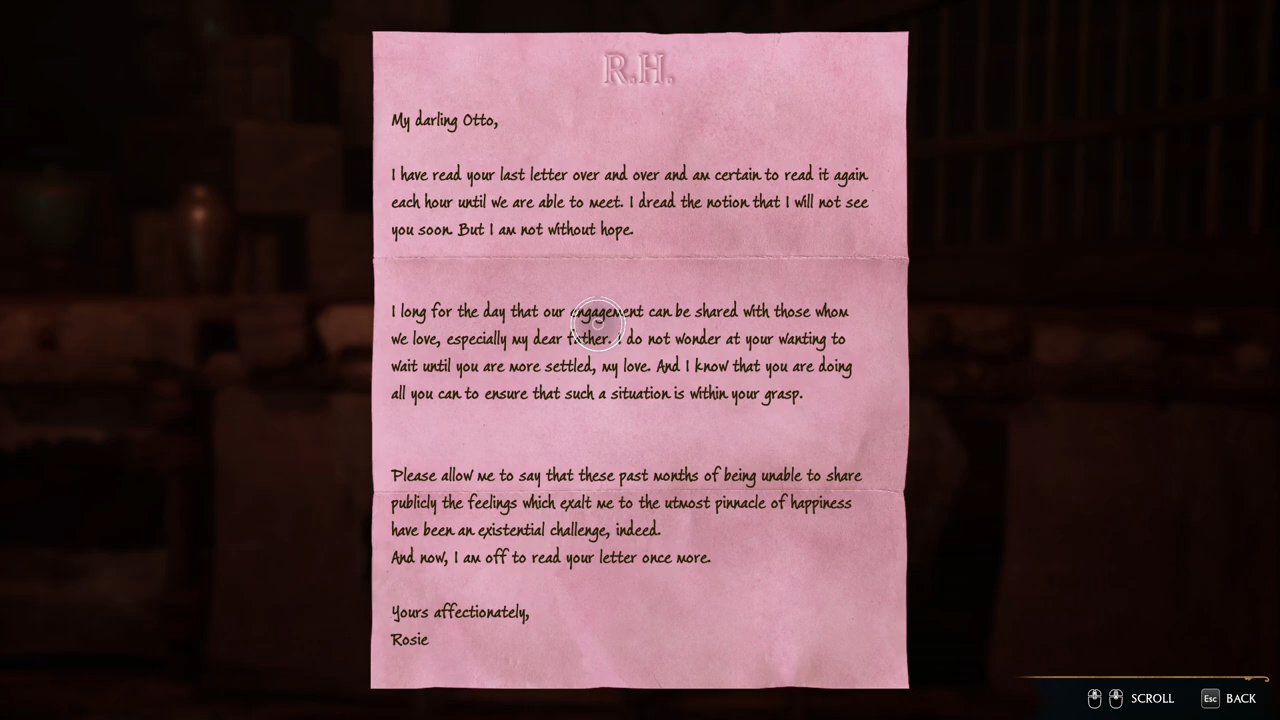 R.H.
My darling Otto,
I have read your last letter over and over and am certain to read it again
each hour until we are able to meet. I dread the notion that I will not see
you soon. But I am not without hope.
I long for the day that our engagement can be shared with those whom
we love, especially my dear father. I do not wonder at your wanting to
wait until you are more settled, my love. And I know that you are doing
all you can to ensure that such a situation is within your grasp.
Please allow me to say that these past months of being unable to share
publicly the feelings which exalt me to the utmost pinnacle of happiness
have been an existential challenge, indeed.
And now, I am off to read your letter once more.
Yours affectionately,
Rosie
SCROLL
Esc BACK